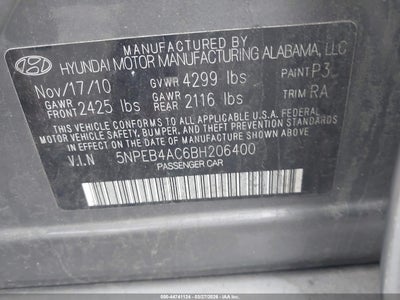 MANUFACTURED BY
HYUNDAI MOTOR MANUFACTURING ALABAMA, LLC
Nov/17/10 GVWR 4299 lbs PAINT P3
GAWR FRONT 2425 lbs GAWR REAR 2116 lbs TRIM RA
THIS VEHICLE CONFORMS TO ALL APPLICABLE U.S.
FEDERAL MOTOR VEHICLE SAFETY, BUMPER, AND
THEFT PREVENTION STANDARDS IN EFFECT ON THE
DATE OF MANUFACTURE SHOWN ABOVE.
V.I.N 5NPEB4AC6BH206400
PASSENGER CAR